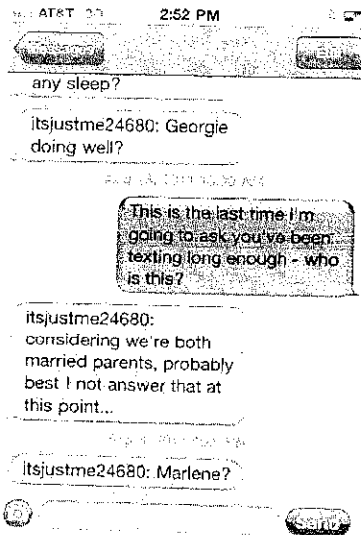 AT&T
2:52 PM
any sleep?
itsjustme24680: Georgie
doing well?
This is the last time I'm
going to ask you've been
texting long enough - who
is this?
itsjustme24680:
considering we're both
married parents, probably
best I not answer that at
this point...
itsjustme24680: Marlene?
Send